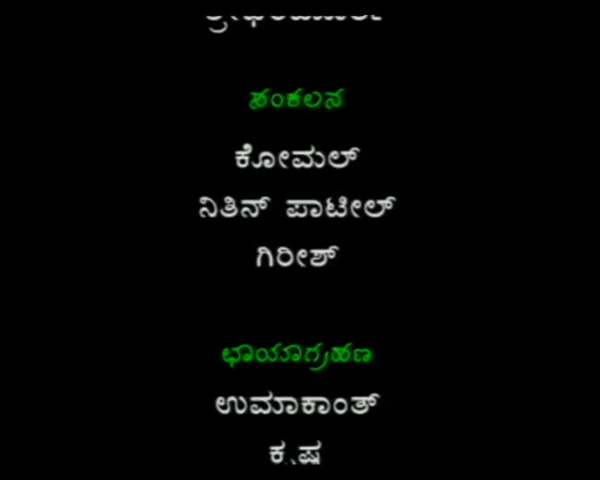 ಸಂಕಲನ
ಕೋಮಲ್
ನಿತಿನ್ ಪಾಟೀಲ್
ಗಿರೀಶ್
ಛಾಯಾಗ್ರಹಣ
ಉಮಾಕಾಂತ್